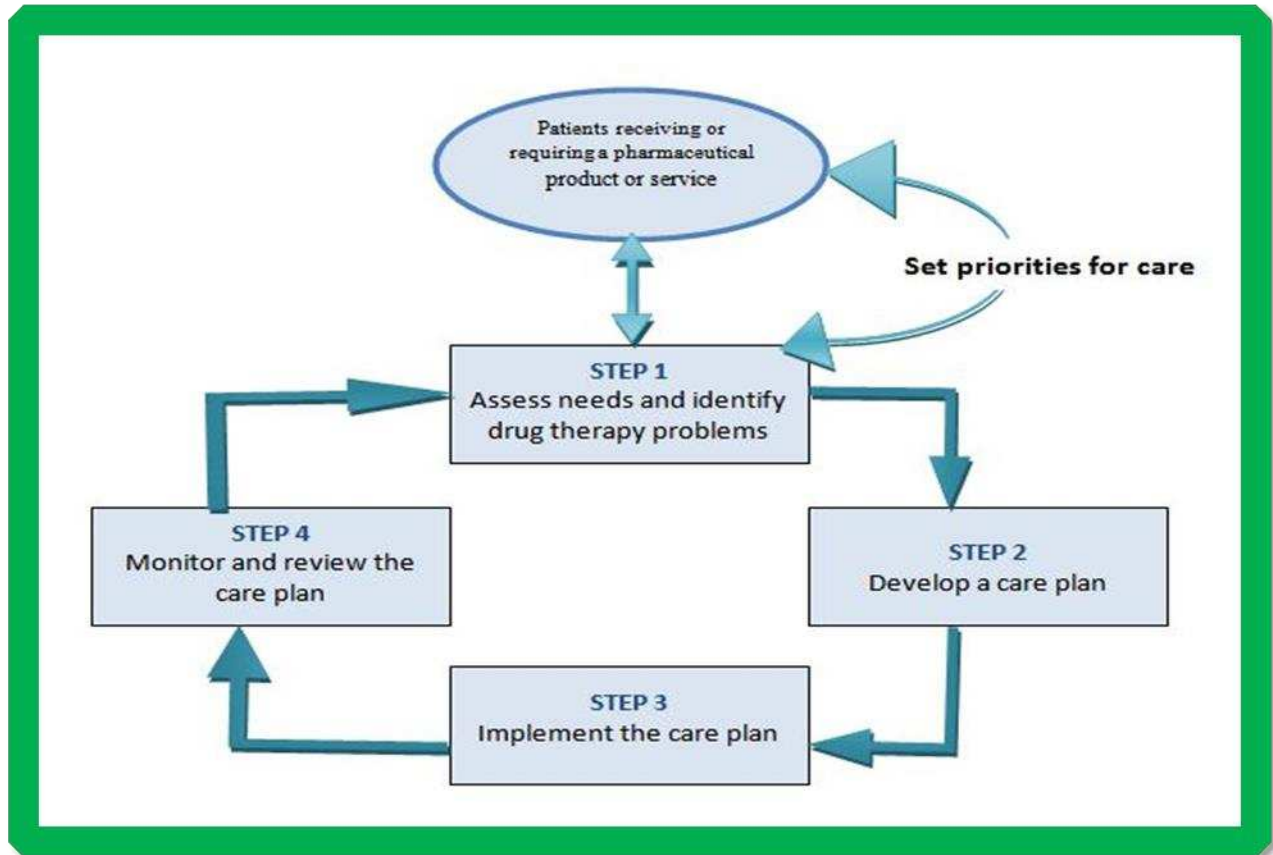 Patients receiving or
requiring a pharmaceutical
product or service
Set priorities for care
STEP 1
Assess needs and identify
drug therapy problems
STEP 4
Monitor and review the
care plan
STEP 2
Develop a care plan
STEP 3
Implement the care plan